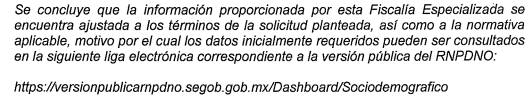 Se concluye que la información proporcionada por esta Fiscalía Especializada se
encuentra ajustada a los términos de la solicitud planteada, así como a la normativa
aplicable, motivo por el cual los datos inicialmente requeridos pueden ser consultados
en la siguiente liga electrónica correspondiente a la versión pública del RNPDNO:
https://versionpublicarnpdno.segob.gob.mx/Dashboard/Sociodemografico